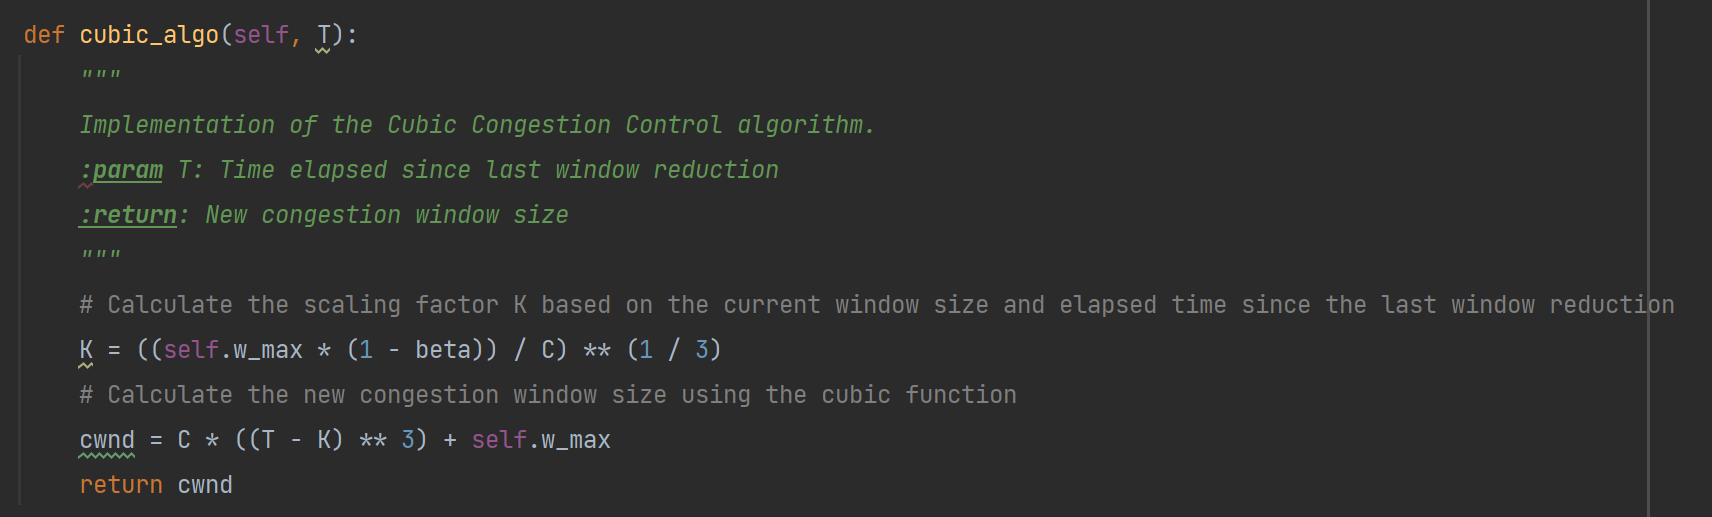 def cubic_algo(self, T):
"""
Implementation of the Cubic Congestion Control algorithm.
:param T: Time elapsed since last window reduction
:return: New congestion window size
"""
# Calculate the scaling factor K based on the current window size and elapsed time since the last window reduction
K = ((self.w_max * (1 - beta)) / C) ** (1 / 3)
# Calculate the new congestion window size using the cubic function
cwnd = C * ((T - K) ** 3) + self.w_max
return cwnd